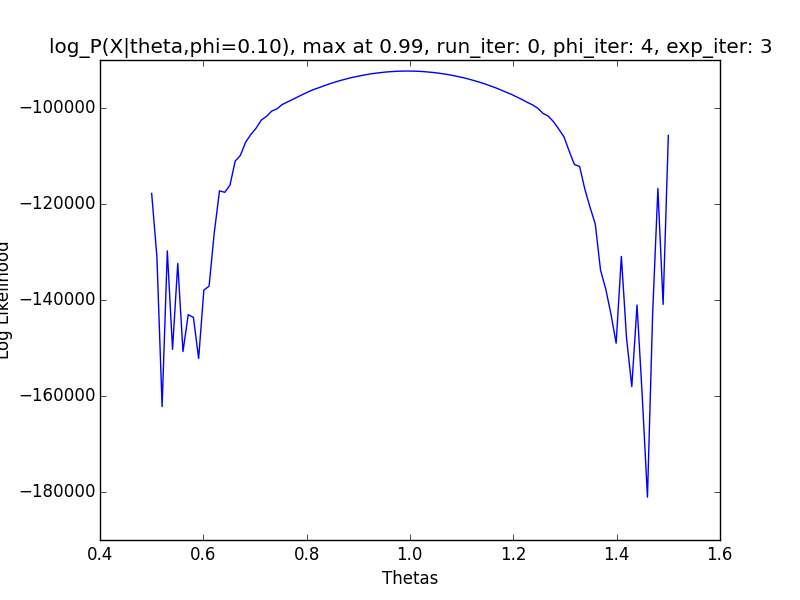 log_P(X|theta,phi=0.10), max at 0.99, run_iter: 0, phi_iter: 4, exp_iter: 3
−100000
−120000
−140000
−160000
−180000
Log Likelihood
0.4 0.6 0.8 1.0 1.2 1.4 1.6
Thetas